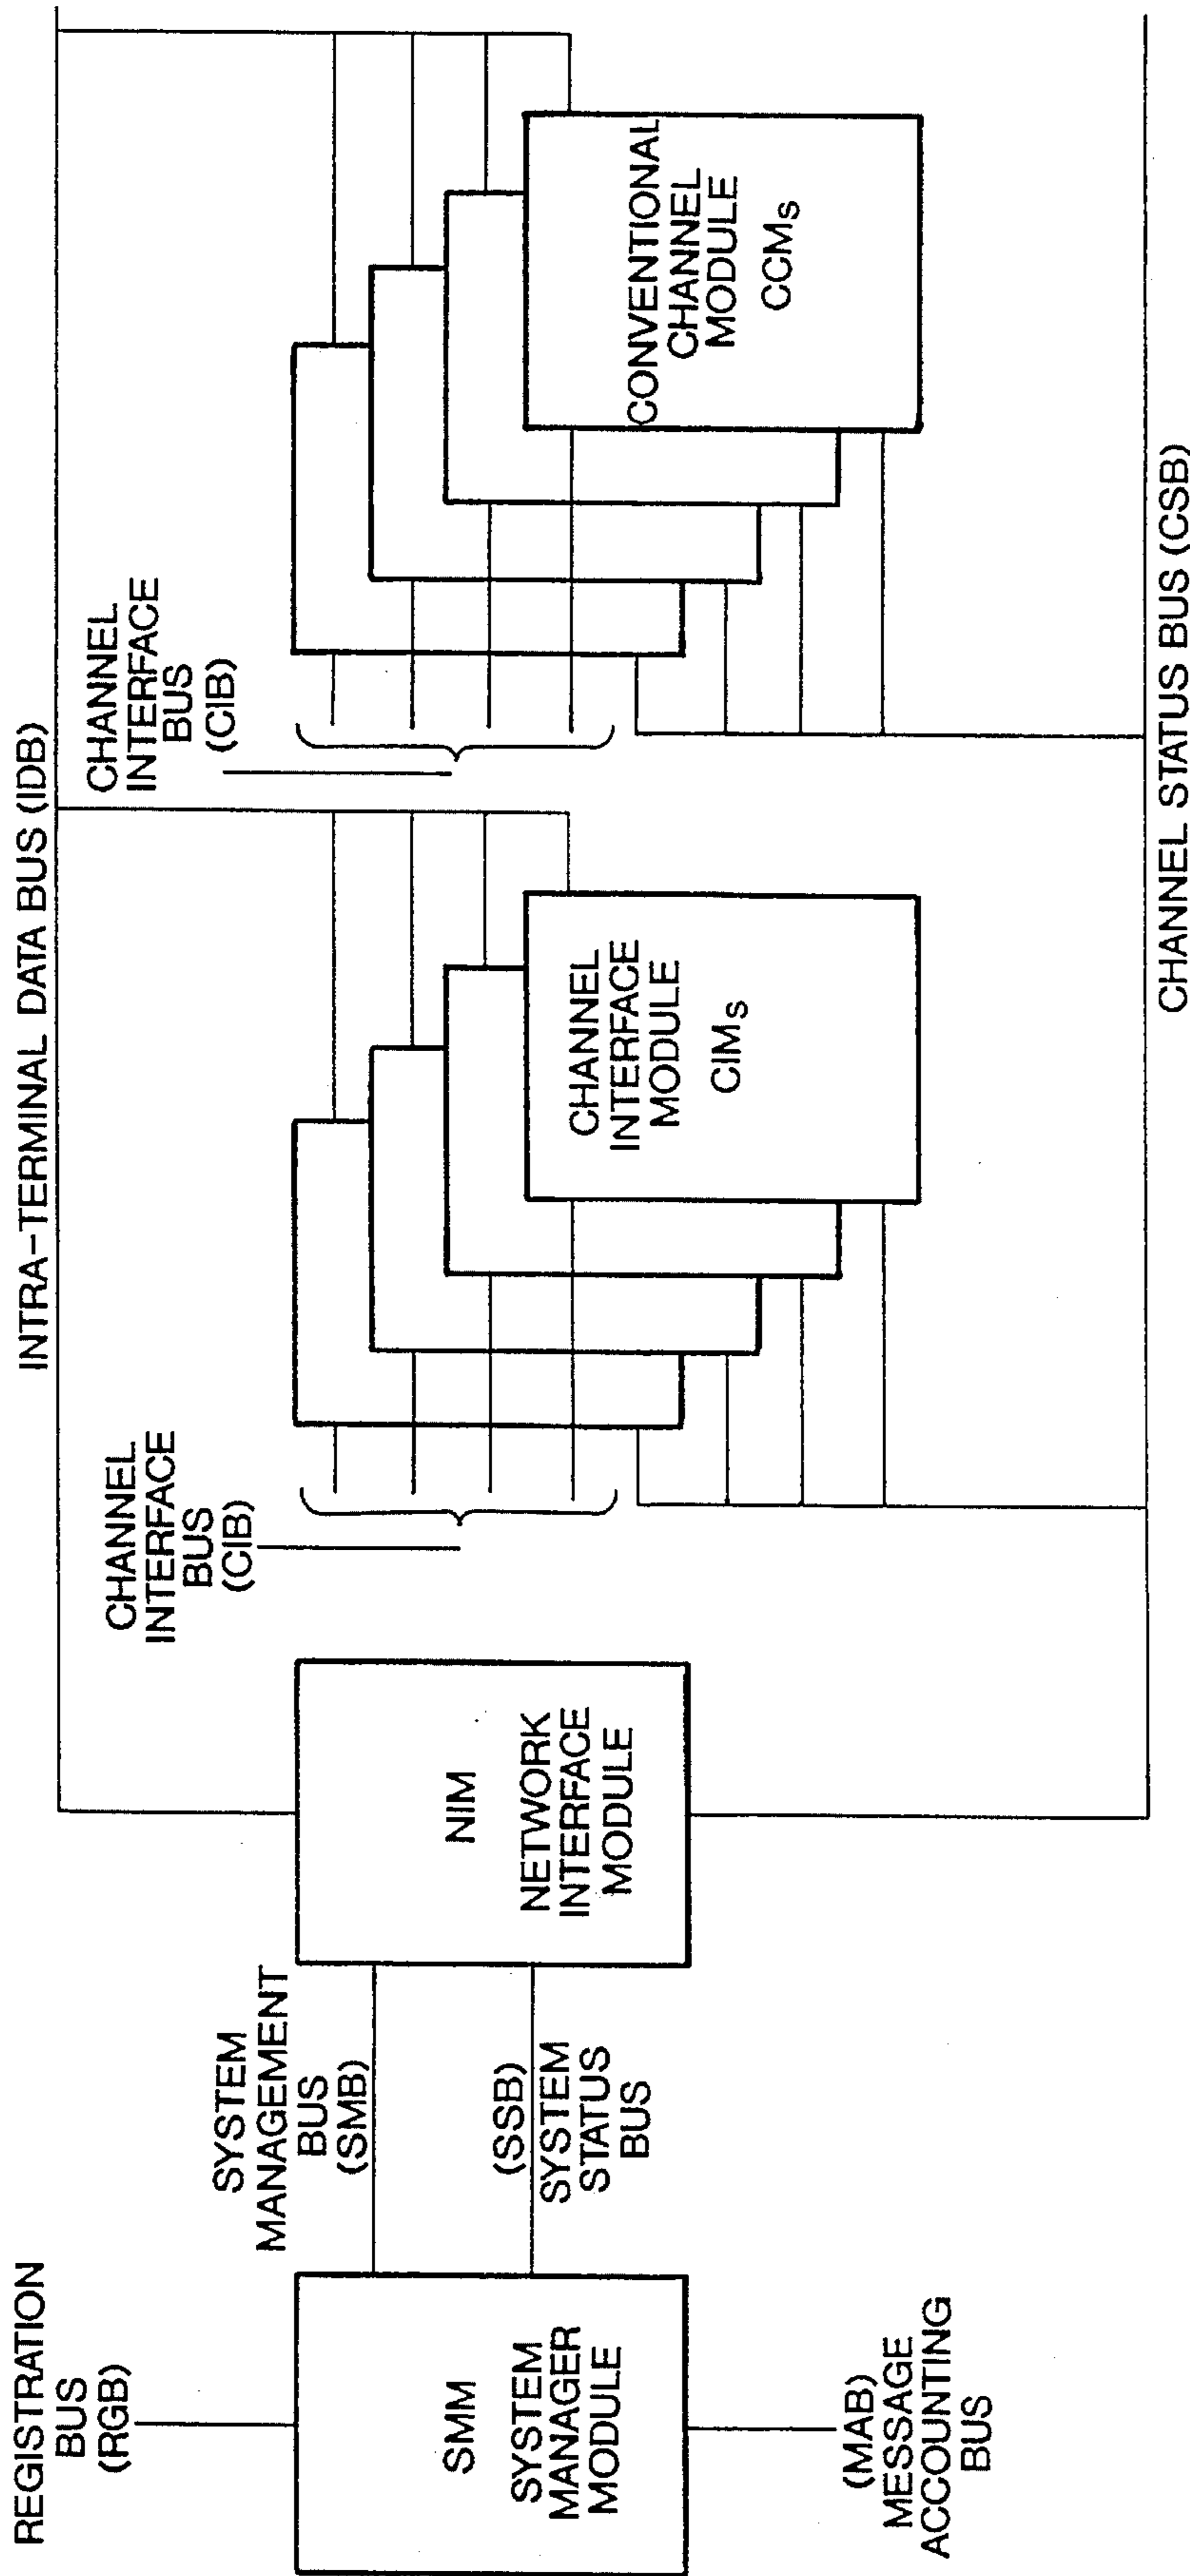 REGISTRATION
BUS
(RGB)
SMM
SYSTEM
MANAGER
MODULE
(MAB)
MESSAGE
ACCOUNTING
BUS
SYSTEM
MANAGEMENT
BUS
(SMB)
(SSB)
SYSTEM
STATUS
BUS
NIM
NETWORK
INTERFACE
MODULE
INTRA-TERMINAL DATA BUS (IDB)
CHANNEL
INTERFACE
BUS
(CIB)
CHANNEL
INTERFACE
MODULE
CIMS
CHANNEL
INTERFACE
BUS
(CIB)
CONVENTIONAL
CHANNEL
MODULE
CCMS
CHANNEL STATUS BUS (CSB)